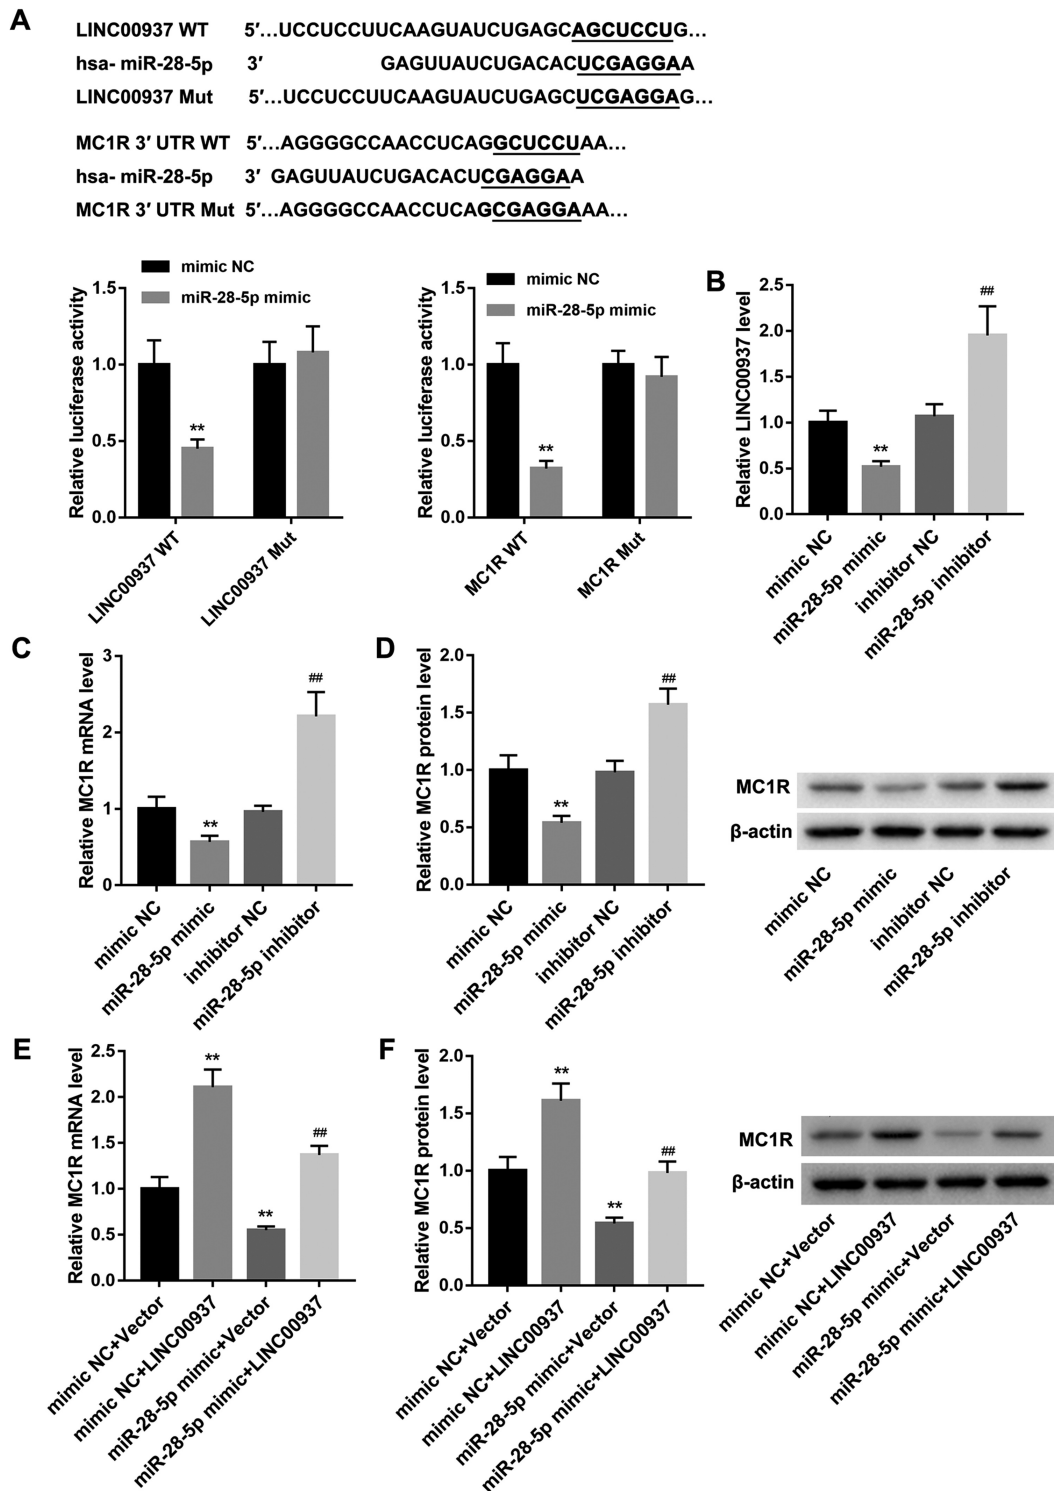 A
LINC00937 WT 5′…UCCUCCUUCAAGUAUCUGAGCAGCUCCUG…
hsa- miR-28-5p 3′ GAGUUAUCUGACACUCGAGGAA
LINC00937 Mut 5′…UCCUCCUUCAAGUAUCUGAGCUCGAGGAG…
MC1R 3′ UTR WT 5′…AGGGGCCAACCUCAGGCUCCUAA…
hsa- miR-28-5p 3′ GAGUUAUCUGACACUCGAGGAA
MC1R 3′ UTR Mut 5′…AGGGGCCAACCUCAGCGAGGAAA…
mimic NC
miR-28-5p mimic
Relative luciferase activity
1.5
1.0
0.5
0.0
**
LINC00937 WT
LINC00937 Mut
mimic NC
miR-28-5p mimic
Relative luciferase activity
1.5
1.0
0.5
0.0
**
MC1R WT
MC1R Mut
B
Relative LINC00937 level
2.5
2.0
1.5
1.0
0.5
0.0
**
##
mimic NC
miR-28-5p mimic
inhibitor NC
miR-28-5p inhibitor
C
Relative MC1R mRNA level
3
2
1
0
**
##
mimic NC
miR-28-5p mimic
inhibitor NC
miR-28-5p inhibitor
D
Relative MC1R protein level
2.0
1.5
1.0
0.5
0.0
**
##
mimic NC
miR-28-5p mimic
inhibitor NC
miR-28-5p inhibitor
MC1R
β-actin
mimic NC
miR-28-5p mimic
inhibitor NC
miR-28-5p inhibitor
E
Relative MC1R mRNA level
2.5
2.0
1.5
1.0
0.5
0.0
**
**
##
mimic NC+Vector
mimic NC+LINC00937
miR-28-5p mimic+Vector
miR-28-5p mimic+LINC00937
F
Relative MC1R protein level
2.0
1.5
1.0
0.5
0.0
**
**
##
mimic NC+Vector
mimic NC+LINC00937
miR-28-5p mimic+Vector
miR-28-5p mimic+LINC00937
MC1R
β-actin
mimic NC+Vector
mimic NC+LINC00937
miR-28-5p mimic+Vector
miR-28-5p mimic+LINC00937